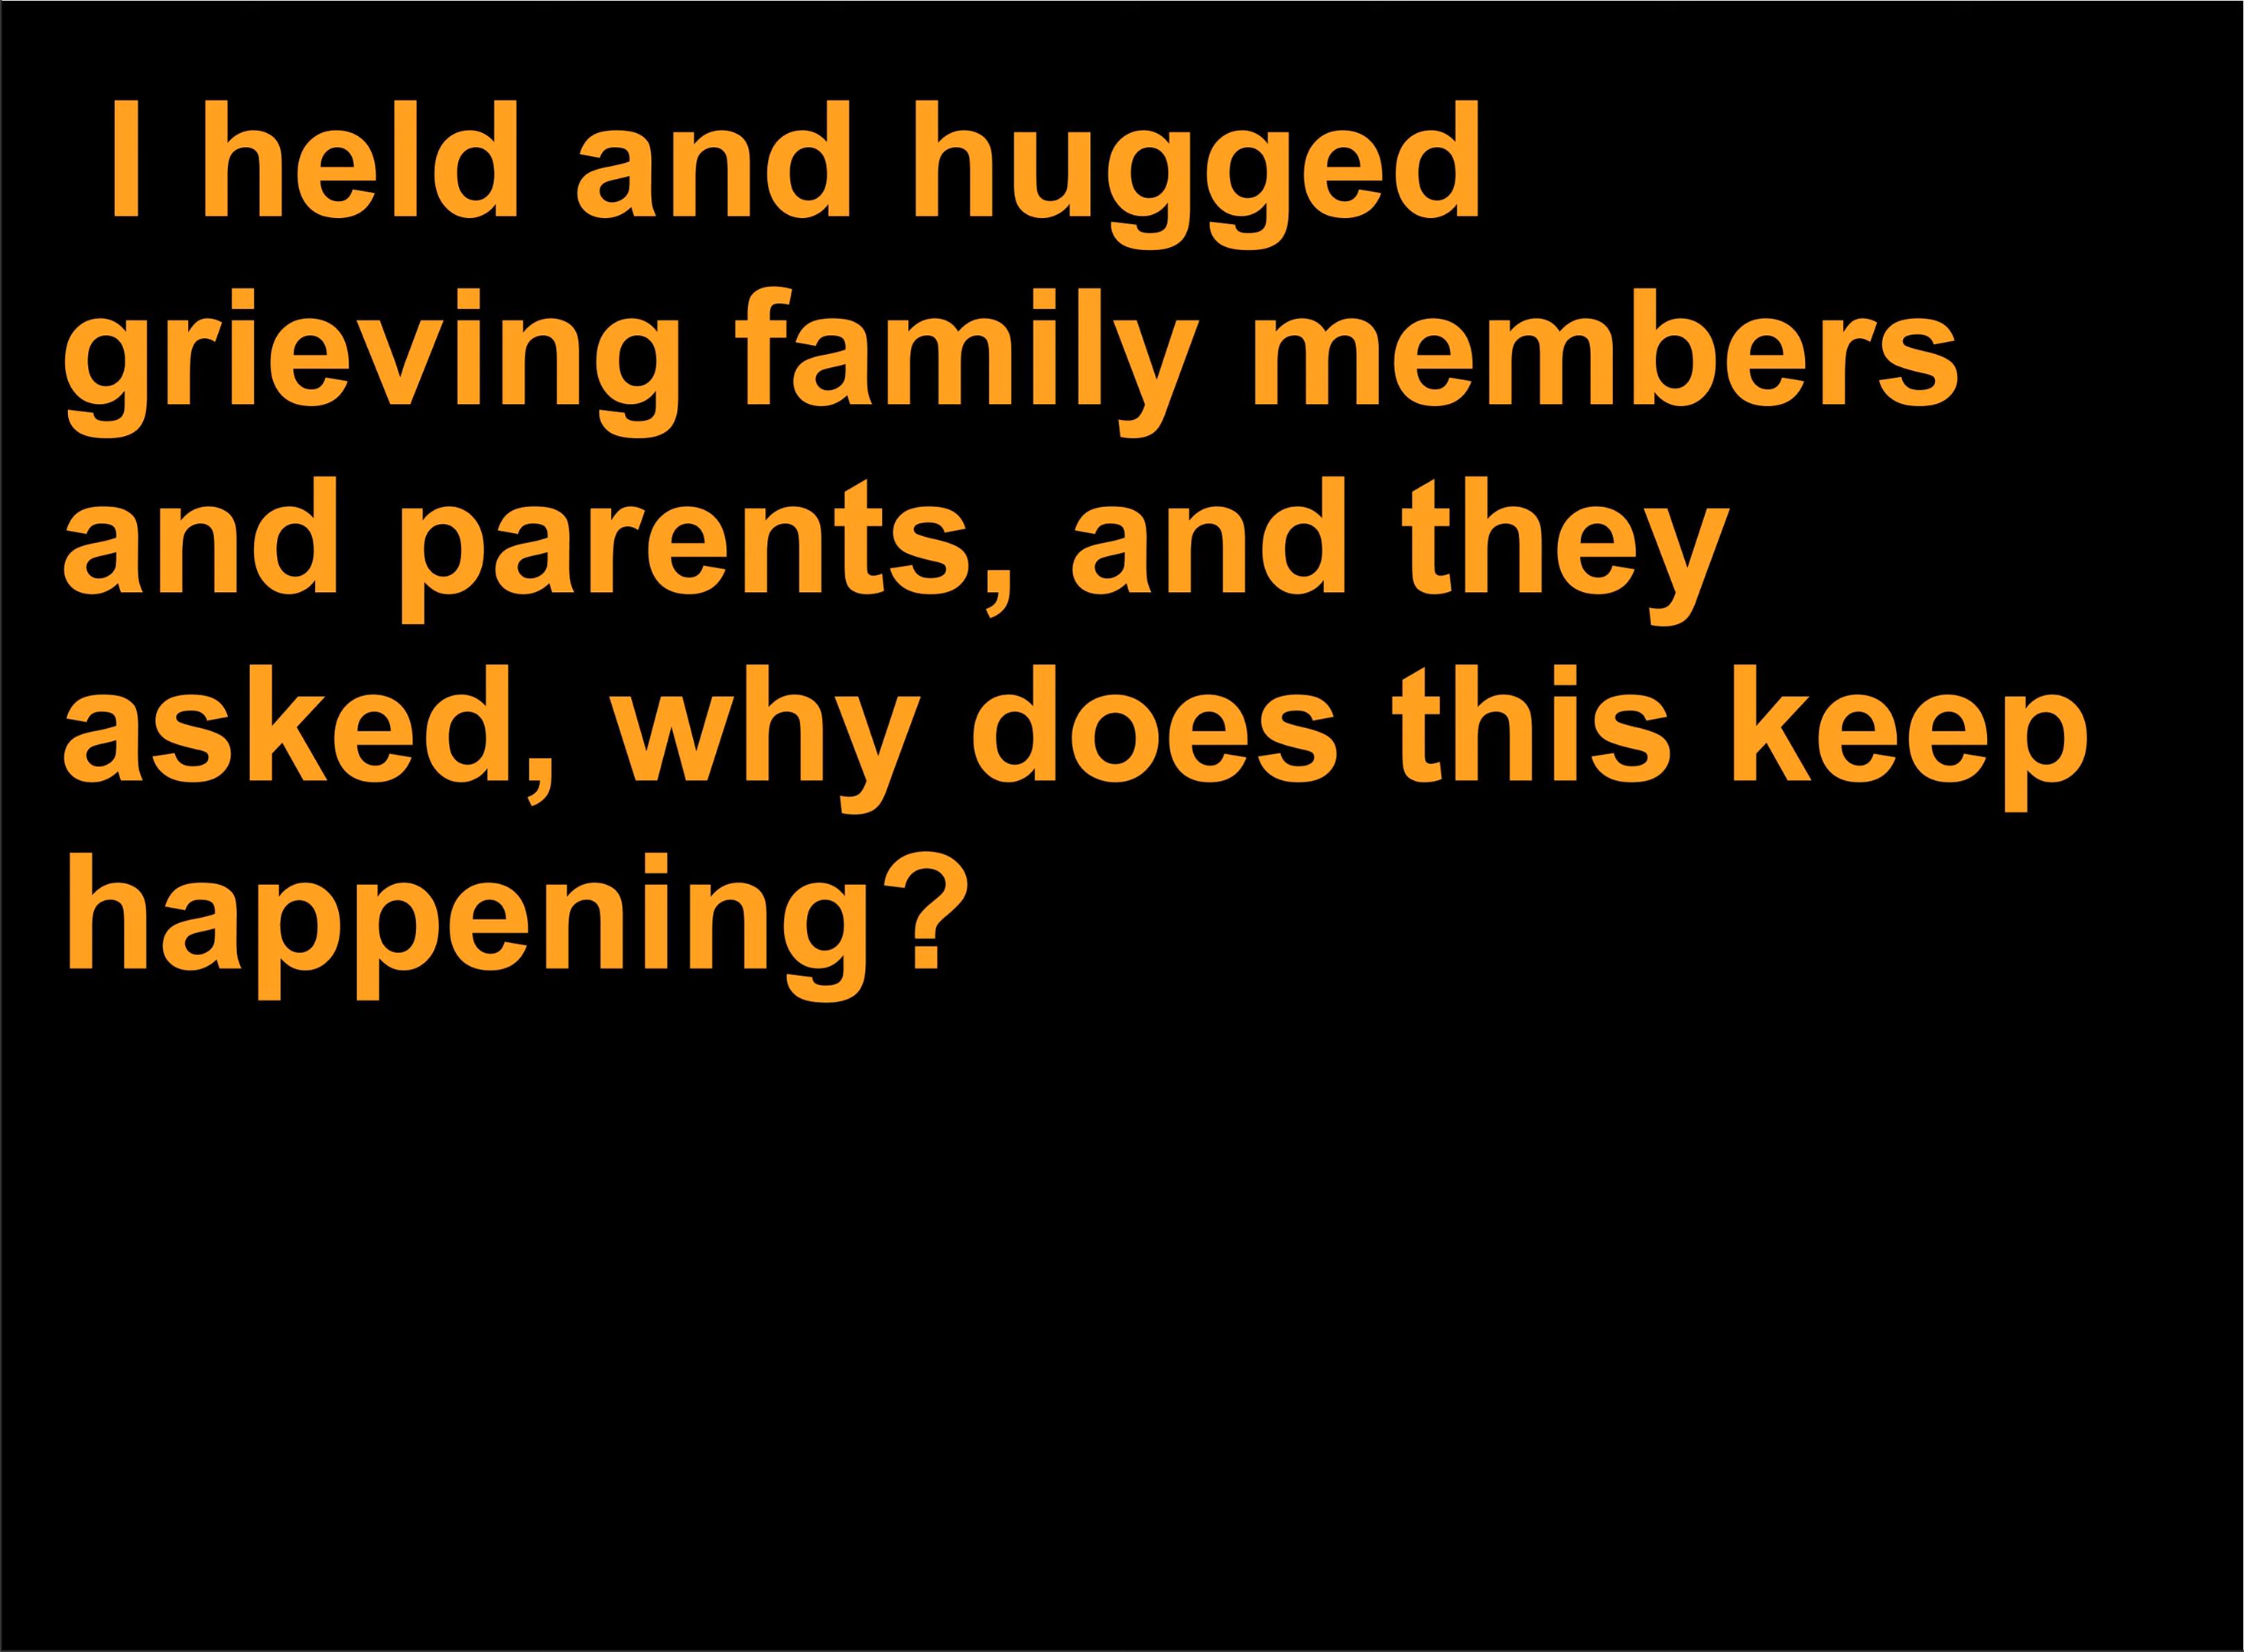 I held and hugged
grieving family members
and parents, and they
asked, why does this keep
happening?